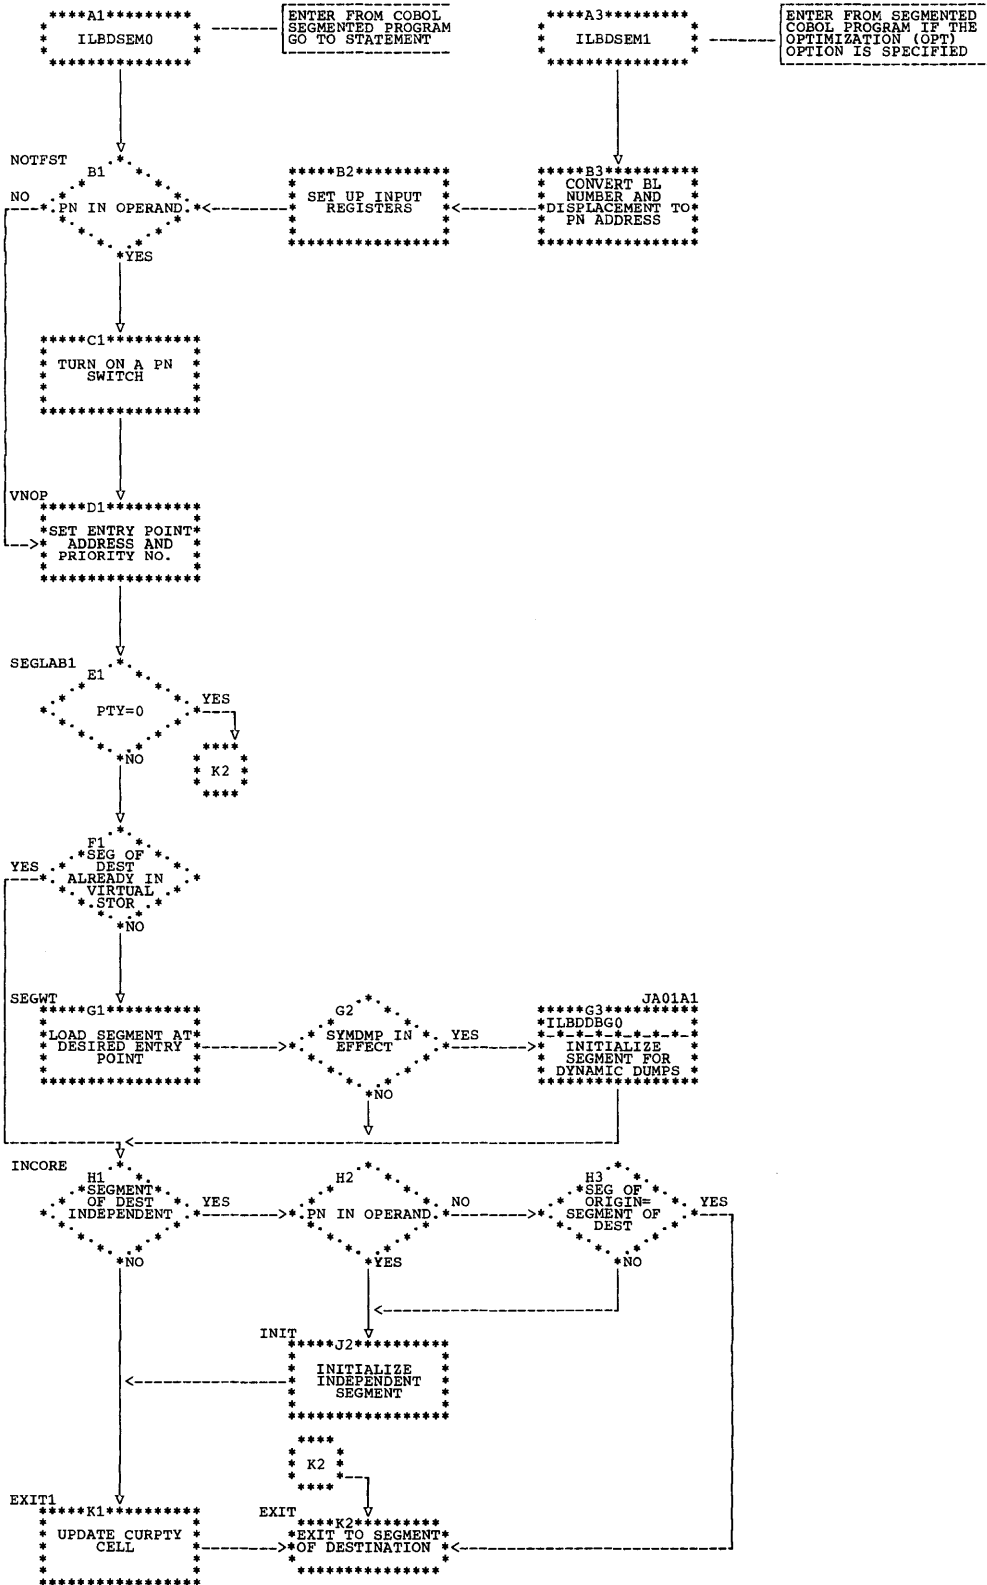 A1
ILBDSEM0
ENTER FROM COBOL
SEGMENTED PROGRAM
GO TO STATEMENT
A3
ILBDSEM1
ENTER FROM SEGMENTED
COBOL PROGRAM IF THE
OPTIMIZATION (OPT)
OPTION IS SPECIFIED
NOTFST
B1
NO
PN IN OPERAND
YES
B2
SET UP INPUT
REGISTERS
B3
CONVERT BL
NUMBER AND
DISPLACEMENT TO
PN ADDRESS
C1
TURN ON A PN
SWITCH
VNOP
D1
SET ENTRY POINT
ADDRESS AND
PRIORITY NO.
SEGLAB1
E1
PTY=0
YES
NO
K2
F1
YES
SEG OF
DEST
ALREADY IN
VIRTUAL
STOR
NO
SEGWT
G1
LOAD SEGMENT AT
DESIRED ENTRY
POINT
G2
SYMDMP IN
EFFECT
YES
NO
JA01A1
G3
ILBDDBG0
INITIALIZE
SEGMENT FOR
DYNAMIC DUMPS
INCORE
H1
SEGMENT
OF DEST
INDEPENDENT
YES
NO
H2
PN IN OPERAND
NO
YES
H3
SEG OF
ORIGIN=
SEGMENT OF
DEST
YES
NO
INIT
J2
INITIALIZE
INDEPENDENT
SEGMENT
K2
EXIT1
K1
UPDATE CURPTY
CELL
EXIT
K2
EXIT TO SEGMENT
OF DESTINATION